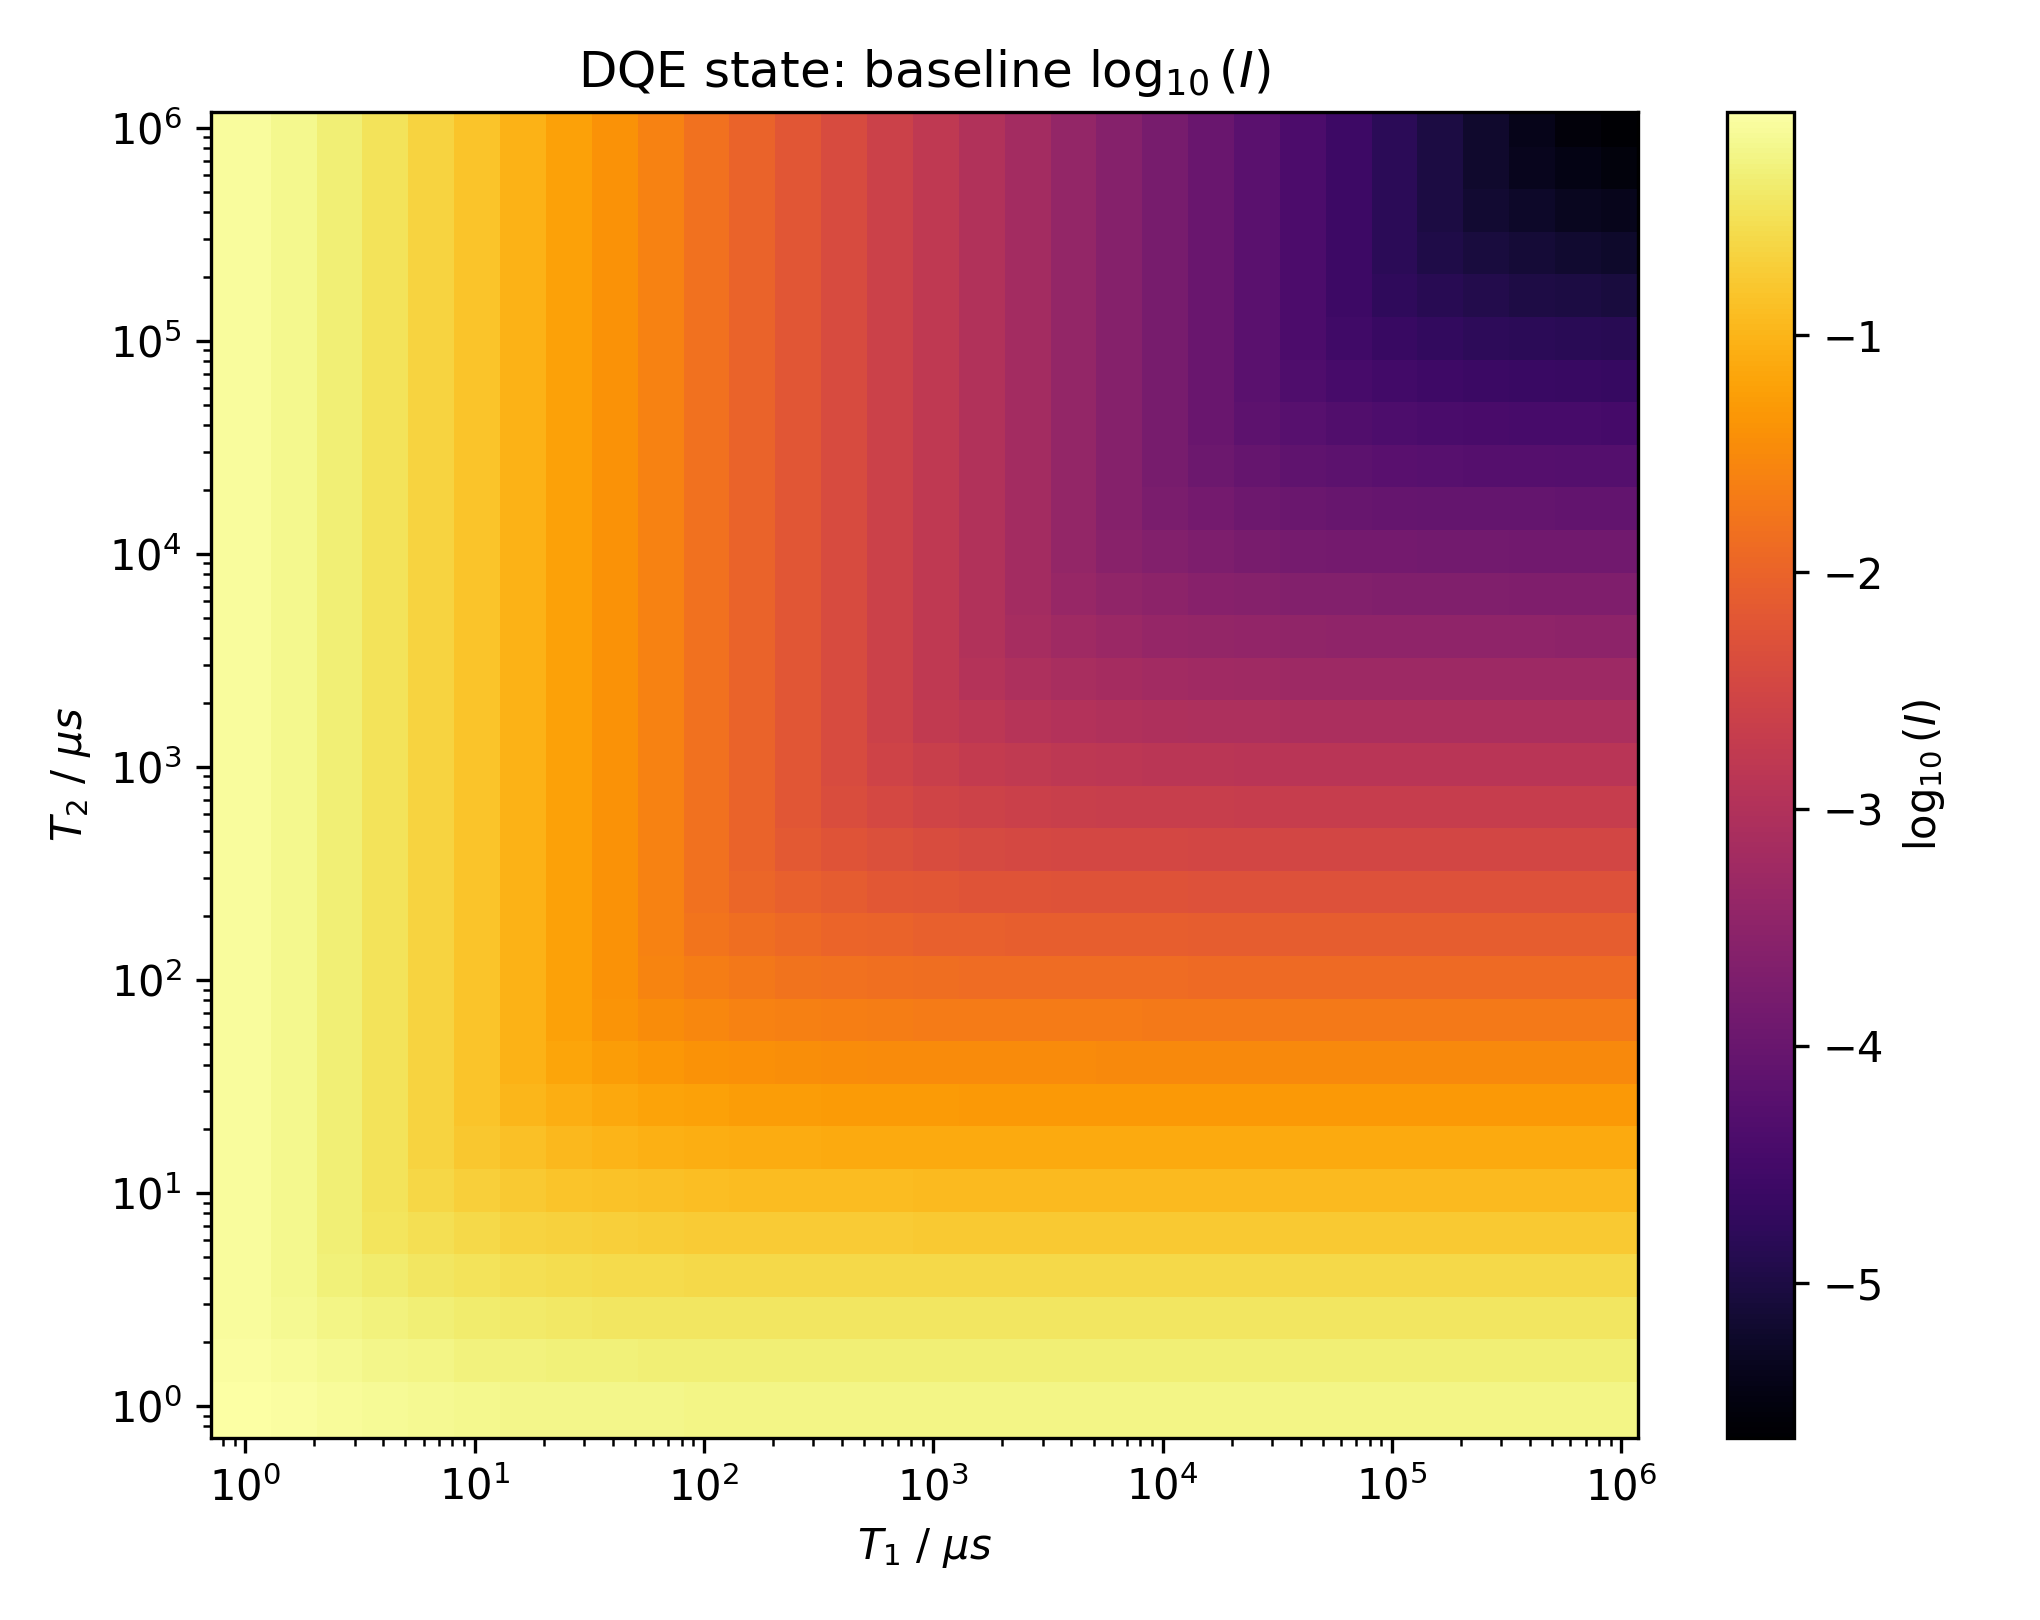 DQE state: baseline log₁₀(I)
10⁶
10⁵
10⁴
10³
10²
10¹
10⁰
T₂ / μs
10⁰ 10¹ 10² 10³ 10⁴ 10⁵ 10⁶
T₁ / μs
−1
−2
−3
−4
−5
log₁₀(I)